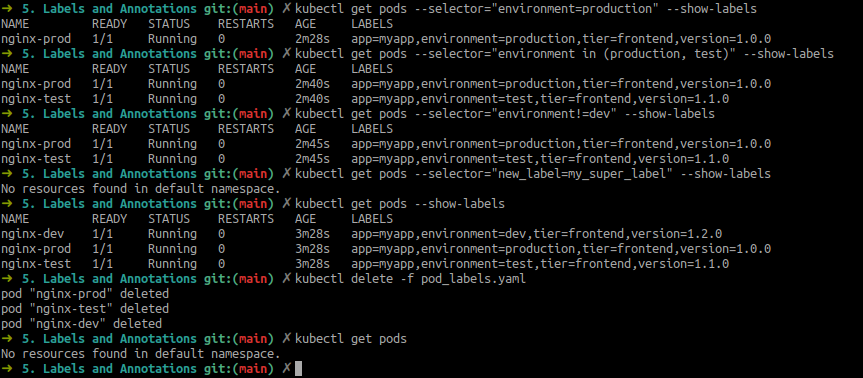 ➜ 5. Labels and Annotations git:(main) ✗ kubectl get pods --selector="environment=production" --show-labels
NAME READY STATUS RESTARTS AGE LABELS
nginx-prod 1/1 Running 0 2m28s app=myapp,environment=production,tier=frontend,version=1.0.0
➜ 5. Labels and Annotations git:(main) ✗ kubectl get pods --selector="environment in (production, test)" --show-labels
NAME READY STATUS RESTARTS AGE LABELS
nginx-prod 1/1 Running 0 2m40s app=myapp,environment=production,tier=frontend,version=1.0.0
nginx-test 1/1 Running 0 2m40s app=myapp,environment=test,tier=frontend,version=1.1.0
➜ 5. Labels and Annotations git:(main) ✗ kubectl get pods --selector="environment!=dev" --show-labels
NAME READY STATUS RESTARTS AGE LABELS
nginx-prod 1/1 Running 0 2m45s app=myapp,environment=production,tier=frontend,version=1.0.0
nginx-test 1/1 Running 0 2m45s app=myapp,environment=test,tier=frontend,version=1.1.0
➜ 5. Labels and Annotations git:(main) ✗ kubectl get pods --selector="new_label=my_super_label" --show-labels
No resources found in default namespace.
➜ 5. Labels and Annotations git:(main) ✗ kubectl get pods --show-labels
NAME READY STATUS RESTARTS AGE LABELS
nginx-dev 1/1 Running 0 3m28s app=myapp,environment=dev,tier=frontend,version=1.2.0
nginx-prod 1/1 Running 0 3m28s app=myapp,environment=production,tier=frontend,version=1.0.0
nginx-test 1/1 Running 0 3m28s app=myapp,environment=test,tier=frontend,version=1.1.0
➜ 5. Labels and Annotations git:(main) ✗ kubectl delete -f pod_labels.yaml
pod "nginx-prod" deleted
pod "nginx-test" deleted
pod "nginx-dev" deleted
➜ 5. Labels and Annotations git:(main) ✗ kubectl get pods
No resources found in default namespace.
➜ 5. Labels and Annotations git:(main) ✗